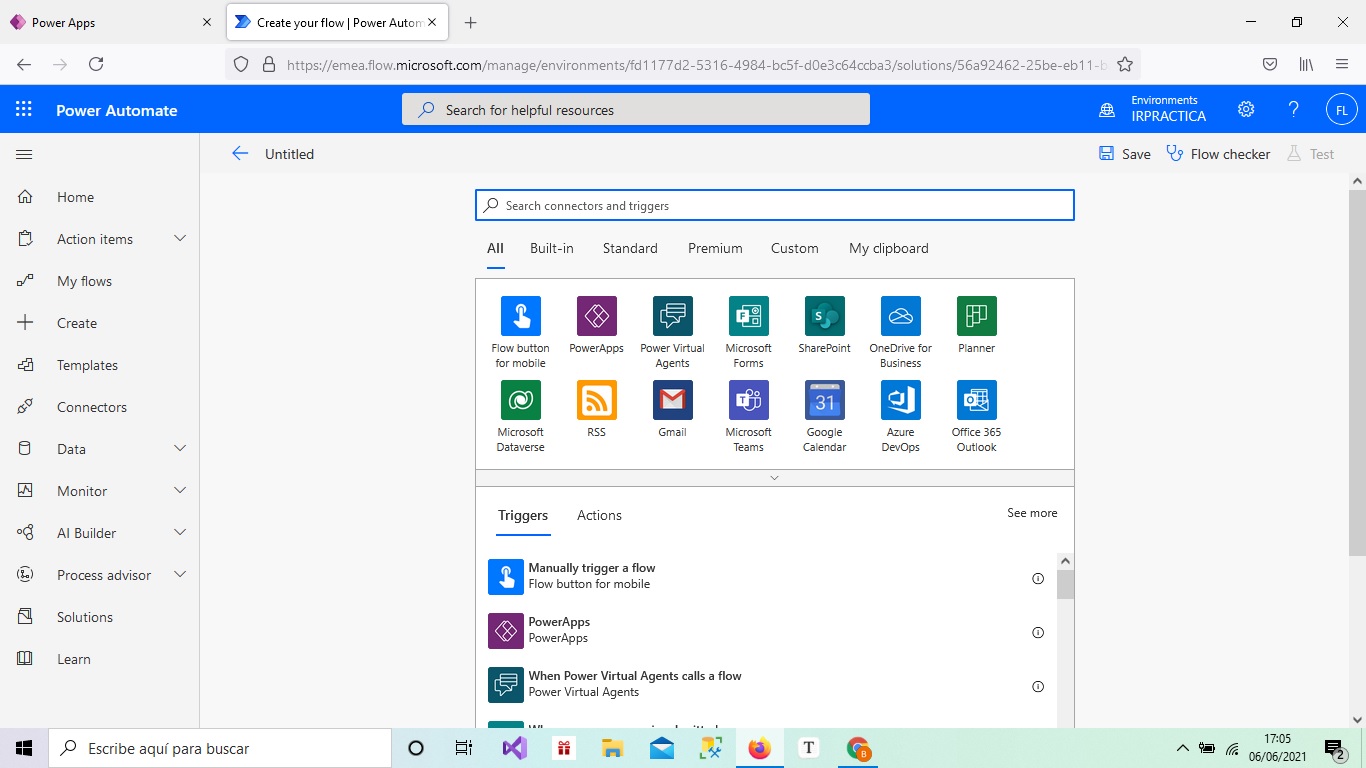 Power Apps
Create your flow | Power Autom
https://emea.flow.microsoft.com/manage/environments/fd1177d2-5316-4984-bc5f-d0e3c64ccba3/solutions/56a92462-25be-eb11-b
Power Automate
Search for helpful resources
Environments
IRPRACTICA
?
FL
Untitled
Save
Flow checker
Test
Home
Action items
My flows
Create
Templates
Connectors
Data
Monitor
AI Builder
Process advisor
Solutions
Learn
Search connectors and triggers
All Built-in Standard Premium Custom My clipboard
Flow button for mobile
PowerApps
Power Virtual Agents
Microsoft Forms
SharePoint
OneDrive for Business
Planner
Microsoft Dataverse
RSS
Gmail
Microsoft Teams
31
Google Calendar
Azure DevOps
Office 365 Outlook
Triggers Actions See more
Manually trigger a flow
Flow button for mobile
PowerApps
PowerApps
When Power Virtual Agents calls a flow
Power Virtual Agents
Escribe aquí para buscar
T
B
17:05
06/06/2021
2